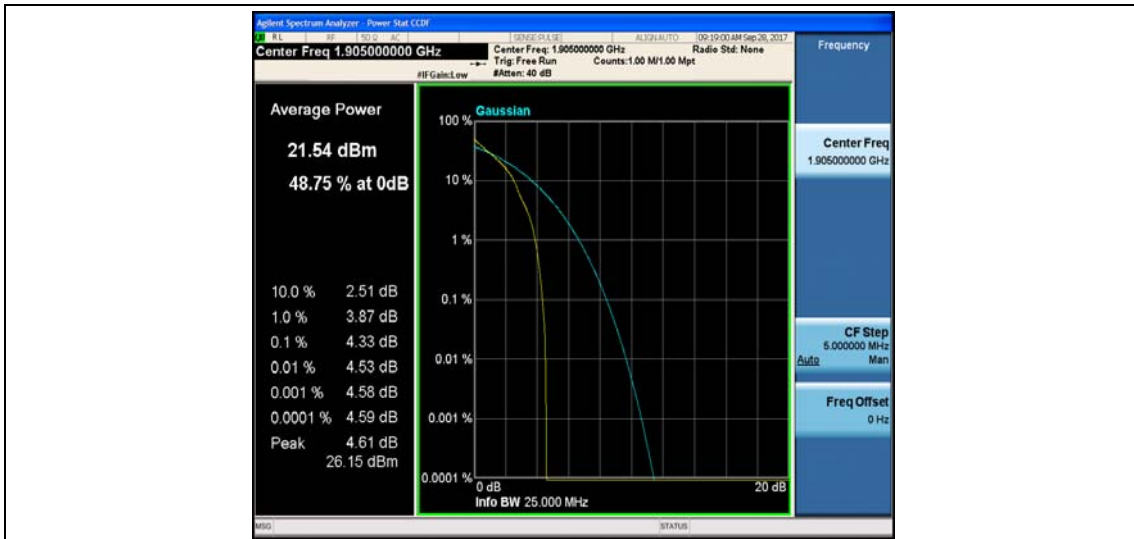 Agilent Spectrum Analyzer - Power Stat CCDF
RL RF 50 Ω AC SENSE:PULSE ALIGNAUTO 09:19:00 AM Sep 28, 2017
Center Freq 1.905000000 GHz
Center Freq: 1.905000000 GHz Radio Std: None
Trig: Free Run Counts:1.00 M/1.00 Mpt
#IFGain:Low #Atten: 40 dB
Frequency
Average Power
21.54 dBm
48.75 % at 0dB
10.0 % 2.51 dB
1.0 % 3.87 dB
0.1 % 4.33 dB
0.01 % 4.53 dB
0.001 % 4.58 dB
0.0001 % 4.59 dB
Peak 4.61 dB
26.15 dBm
Gaussian
100 %
10 %
1 %
0.1 %
0.01 %
0.001 %
0.0001 %
0 dB 20 dB
Info BW 25.000 MHz
Center Freq
1.905000000 GHz
CF Step
5.000000 MHz
Auto Man
Freq Offset
0 Hz
MSG STATUS